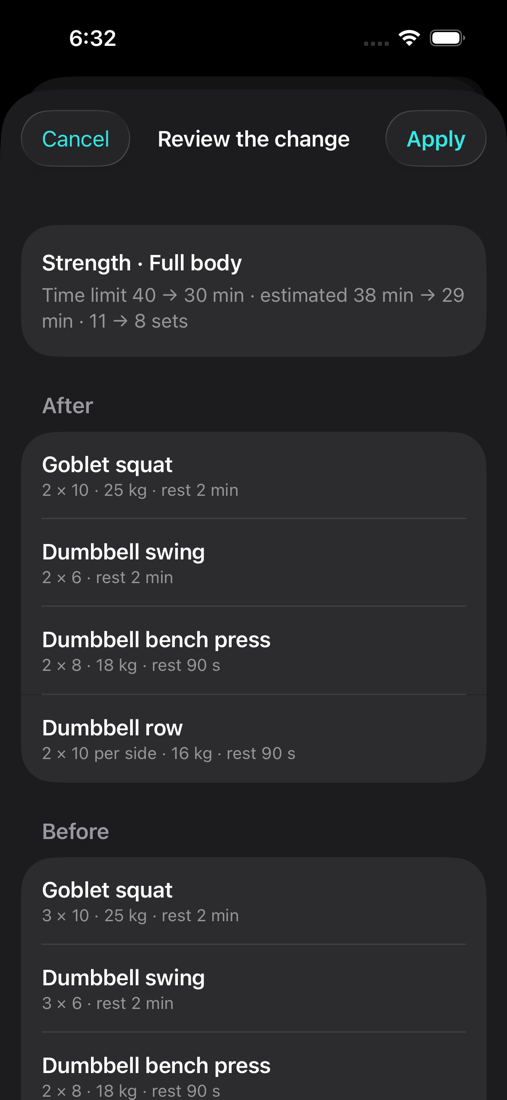 6:32
Cancel
Review the change
Apply
Strength · Full body
Time limit 40 → 30 min · estimated 38 min → 29
min · 11 → 8 sets
After
Goblet squat
2 × 10 · 25 kg · rest 2 min
Dumbbell swing
2 × 6 · rest 2 min
Dumbbell bench press
2 × 8 · 18 kg · rest 90 s
Dumbbell row
2 × 10 per side · 16 kg · rest 90 s
Before
Goblet squat
3 × 10 · 25 kg · rest 2 min
Dumbbell swing
3 × 6 · rest 2 min
Dumbbell bench press
2 × 8 · 18 kg · rest 90 s